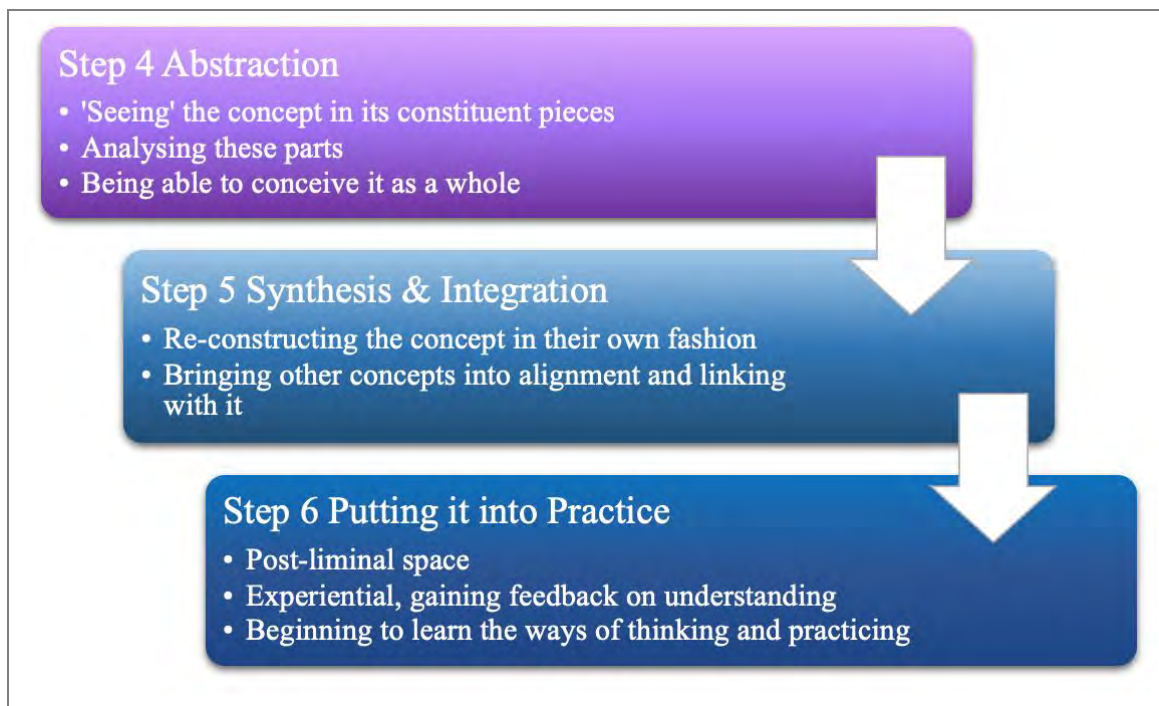 Step 4 Abstraction
• 'Seeing' the concept in its constituent pieces
• Analysing these parts
• Being able to conceive it as a whole
Step 5 Synthesis & Integration
• Re-constructing the concept in their own fashion
• Bringing other concepts into alignment and linking
with it
Step 6 Putting it into Practice
• Post-liminal space
• Experiential, gaining feedback on understanding
• Beginning to learn the ways of thinking and practicing